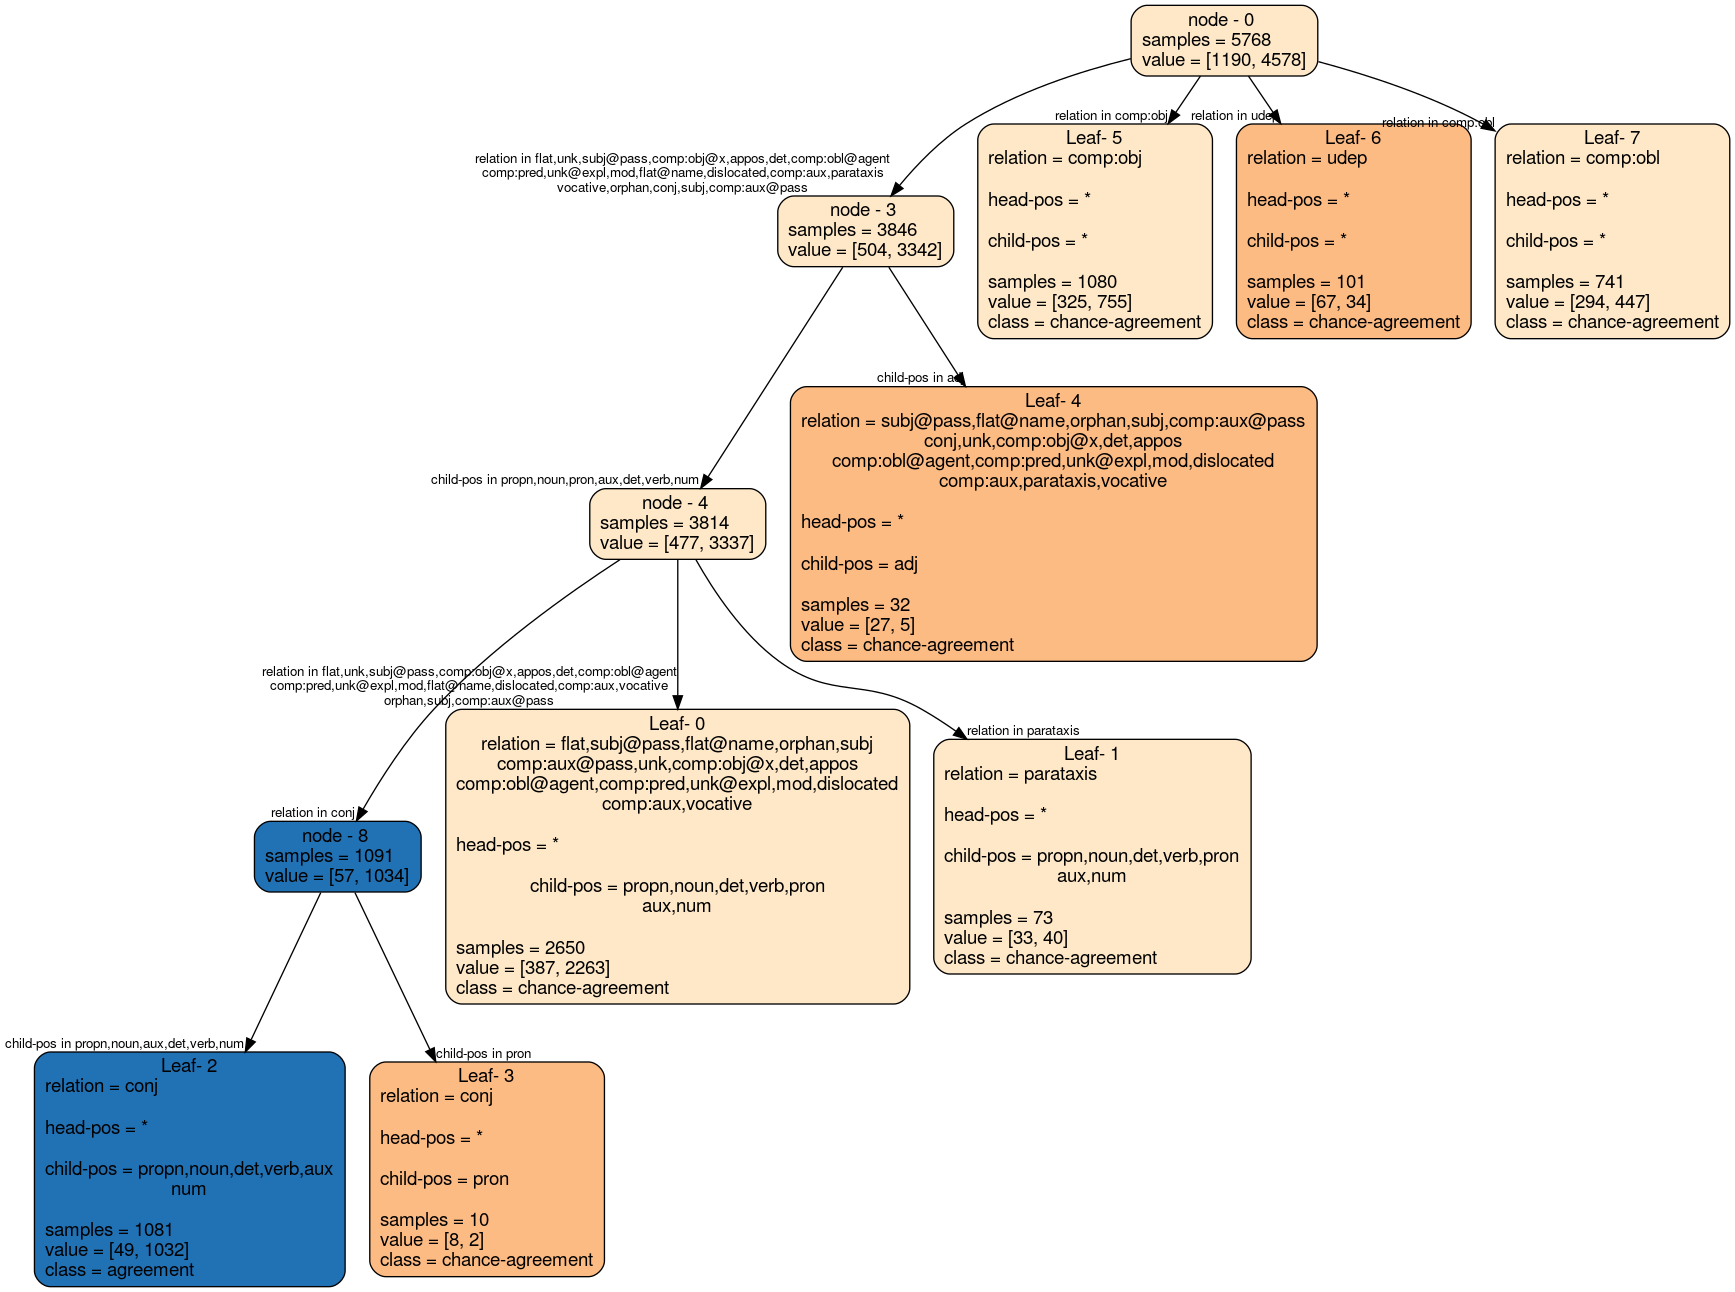 node - 0
samples = 5768
value = [1190, 4578]
relation in comp:obj
relation in udep
relation in comp:obl
Leaf- 5
relation = comp:obj
head-pos = *
child-pos = *
samples = 1080
value = [325, 755]
class = chance-agreement
Leaf- 6
relation = udep
head-pos = *
child-pos = *
samples = 101
value = [67, 34]
class = chance-agreement
Leaf- 7
relation = comp:obl
head-pos = *
child-pos = *
samples = 741
value = [294, 447]
class = chance-agreement
relation in flat,unk,subj@pass,comp:obj@x,appos,det,comp:obl@agent
comp:pred,unk@expl,mod,flat@name,dislocated,comp:aux,parataxis
vocative,orphan,conj,subj,comp:aux@pass
node - 3
samples = 3846
value = [504, 3342]
child-pos in adj
Leaf- 4
relation = subj@pass,flat@name,orphan,subj,comp:aux@pass
conj,unk,comp:obj@x,det,appos
comp:obl@agent,comp:pred,unk@expl,mod,dislocated
comp:aux,parataxis,vocative
head-pos = *
child-pos = adj
samples = 32
value = [27, 5]
class = chance-agreement
child-pos in propn,noun,pron,aux,det,verb,num
node - 4
samples = 3814
value = [477, 3337]
relation in flat,unk,subj@pass,comp:obj@x,appos,det,comp:obl@agent
comp:pred,unk@expl,mod,flat@name,dislocated,comp:aux,vocative
orphan,subj,comp:aux@pass
Leaf- 0
relation = flat,subj@pass,flat@name,orphan,subj
comp:aux@pass,unk,comp:obj@x,det,appos
comp:obl@agent,comp:pred,unk@expl,mod,dislocated
comp:aux,vocative
head-pos = *
child-pos = propn,noun,det,verb,pron
aux,num
samples = 2650
value = [387, 2263]
class = chance-agreement
relation in parataxis
Leaf- 1
relation = parataxis
head-pos = *
child-pos = propn,noun,det,verb,pron
aux,num
samples = 73
value = [33, 40]
class = chance-agreement
relation in conj
node - 8
samples = 1091
value = [57, 1034]
child-pos in propn,noun,aux,det,verb,num
Leaf- 2
relation = conj
head-pos = *
child-pos = propn,noun,det,verb,aux
num
samples = 1081
value = [49, 1032]
class = agreement
child-pos in pron
Leaf- 3
relation = conj
head-pos = *
child-pos = pron
samples = 10
value = [8, 2]
class = chance-agreement